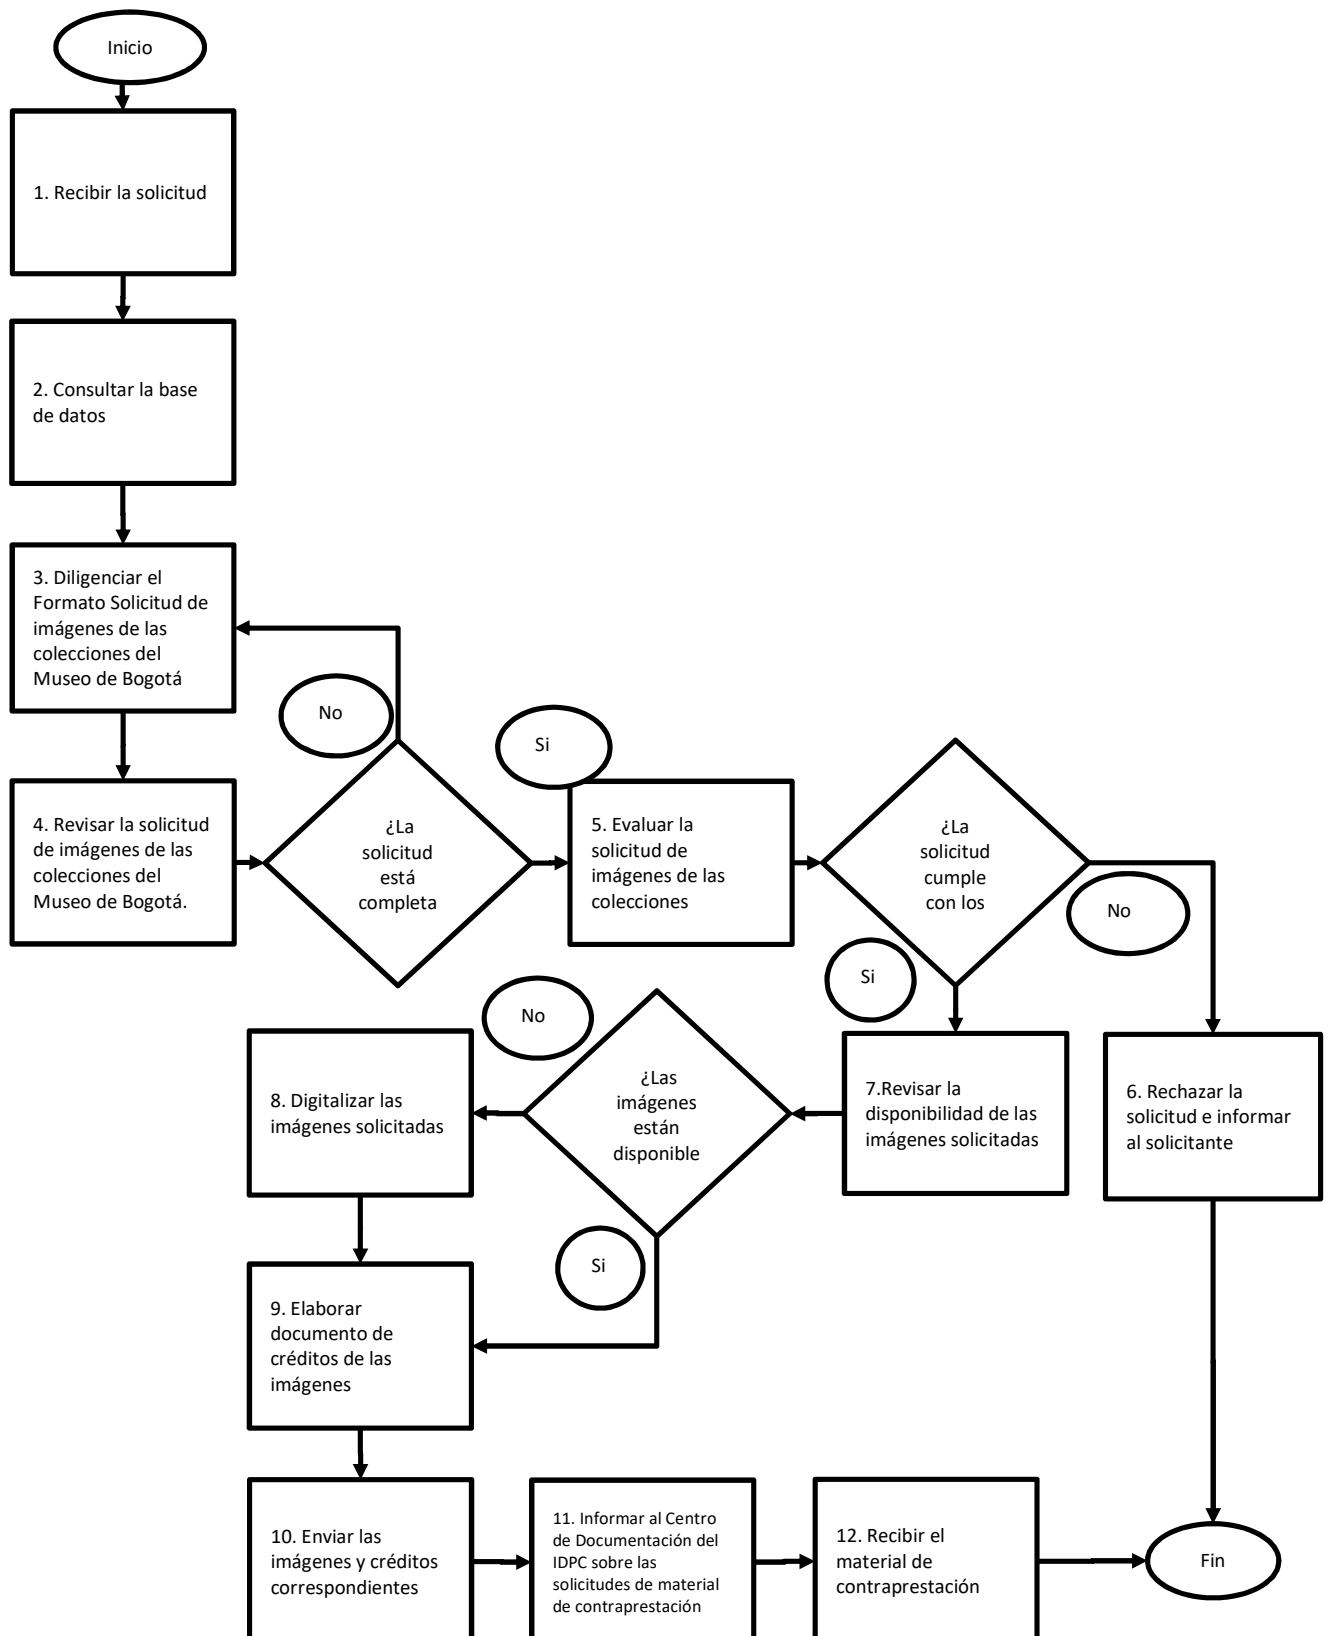 Inicio
1. Recibir la solicitud
2. Consultar la base
de datos
3. Diligenciar el
Formato Solicitud de
imágenes de las
colecciones del
Museo de Bogotá
No
Si
4. Revisar la solicitud
de imágenes de las
colecciones del
Museo de Bogotá.
¿La
solicitud
está
completa
5. Evaluar la
solicitud de
imágenes de las
colecciones
¿La
solicitud
cumple
con los
No
Si
No
8. Digitalizar las
imágenes solicitadas
¿Las
imágenes
están
disponible
7.Revisar la
disponibilidad de las
imágenes solicitadas
6. Rechazar la
solicitud e informar
al solicitante
Si
9. Elaborar
documento de
créditos de las
imágenes
10. Enviar las
imágenes y créditos
correspondientes
11. Informar al Centro
de Documentación del
IDPC sobre las
solicitudes de material
de contraprestación
12. Recibir el
material de
contraprestación
Fin